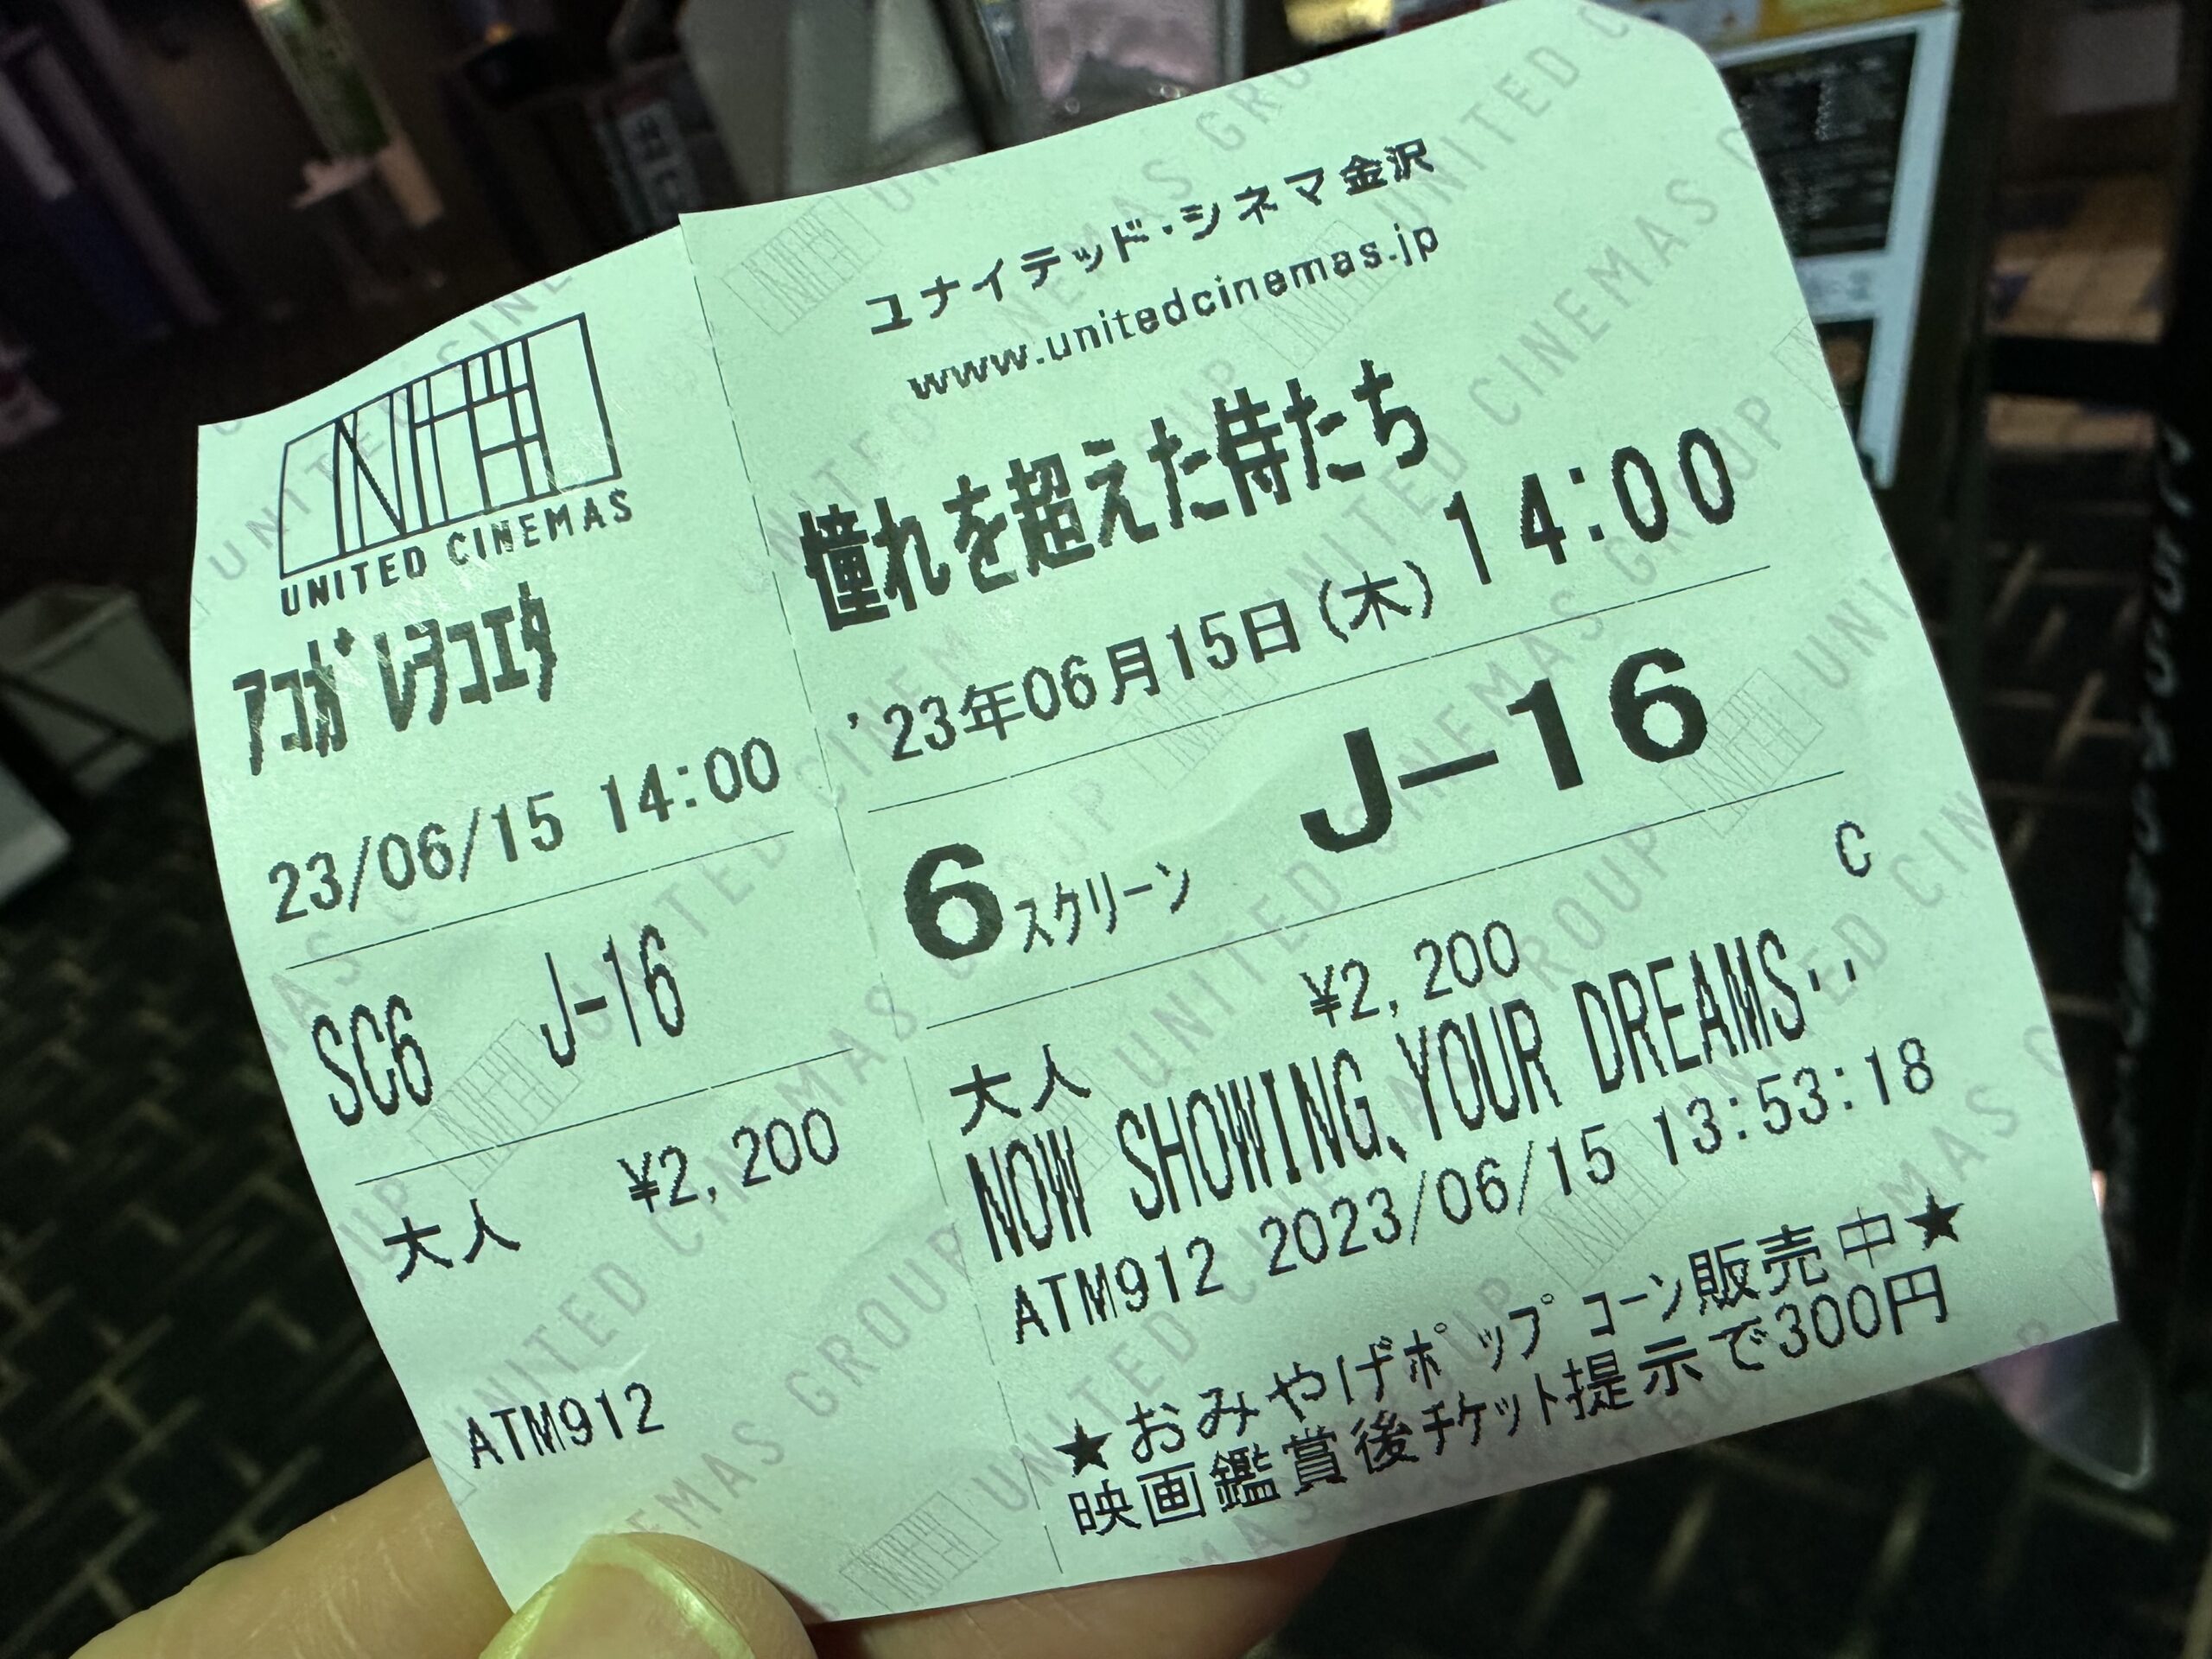 UNITED CINEMAS
ｱｺｶﾞﾚｦｺｴﾀ
23/06/15 14:00
SC6 J-16
大人 ¥2,200
ATM912
ユナイテッド・シネマ金沢
www.unitedcinemas.jp
憧れを超えた侍たち
'23年06月15日(木) 14:00
6スクリーン J-16
C
大人 ¥2,200
NOW SHOWING、YOUR DREAMS‥
ATM912 2023/06/15 13:53:18
★おみやげポップコーン販売中★
映画鑑賞後ﾁｹｯﾄ提示で300円